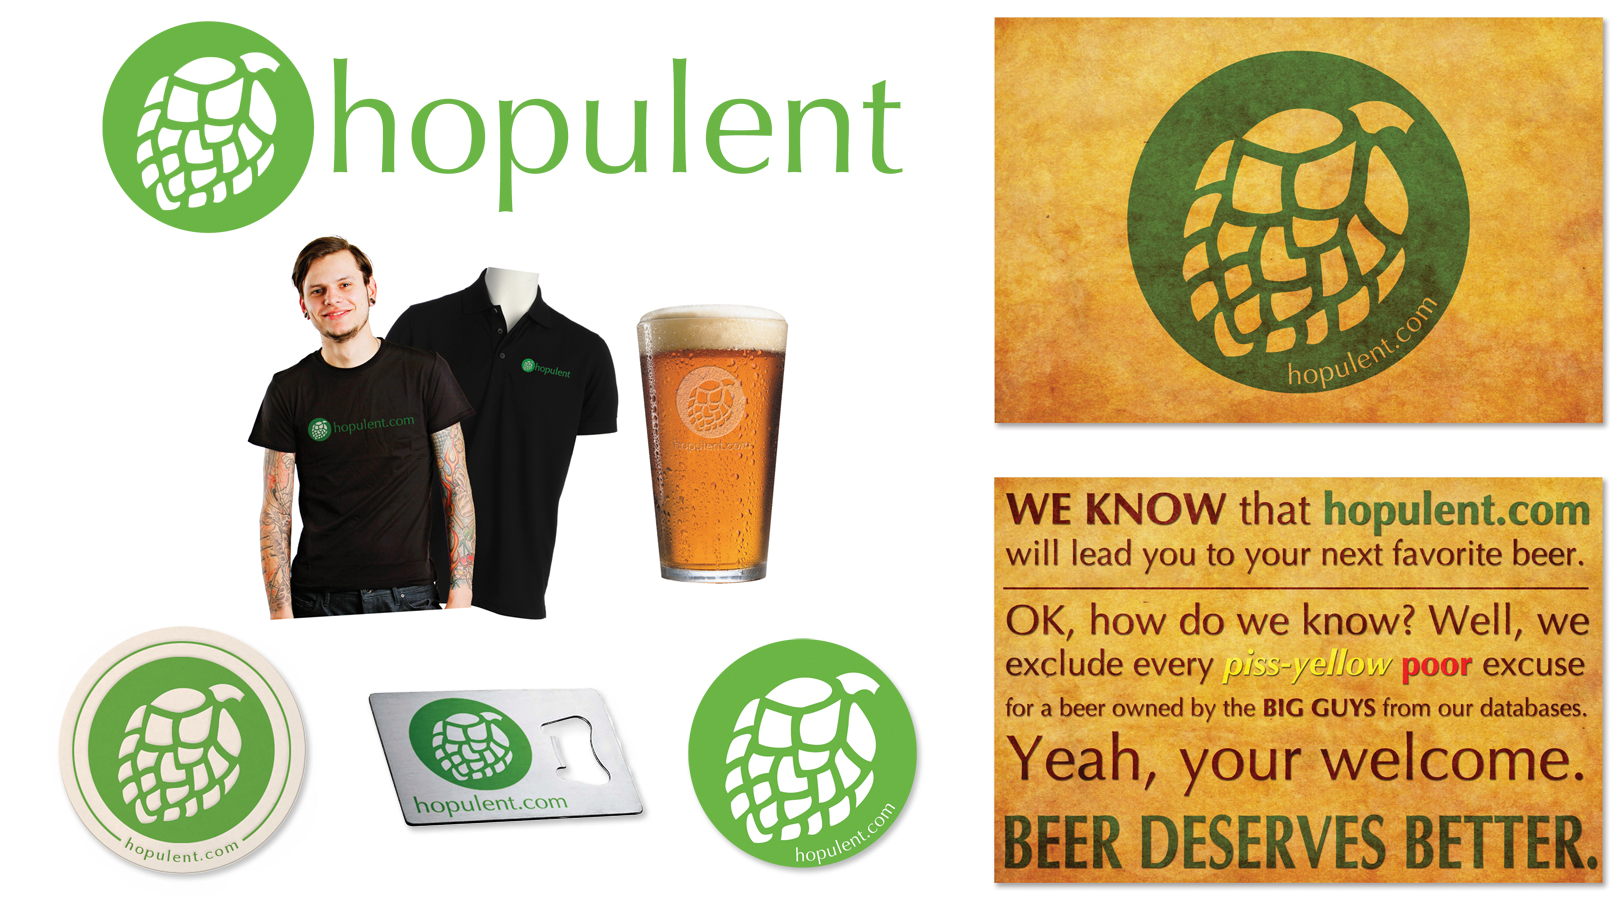 hopulent
hopulent.com
hopulent
hopulent.com
hopulent.com
hopulent.com
hopulent.com
hopulent.com
WE KNOW that hopulent.com
will lead you to your next favorite beer.
OK, how do we know? Well, we
exclude every piss-yellow poor excuse
for a beer owned by the BIG GUYS from our databases.
Yeah, your welcome.
BEER DESERVES BETTER.